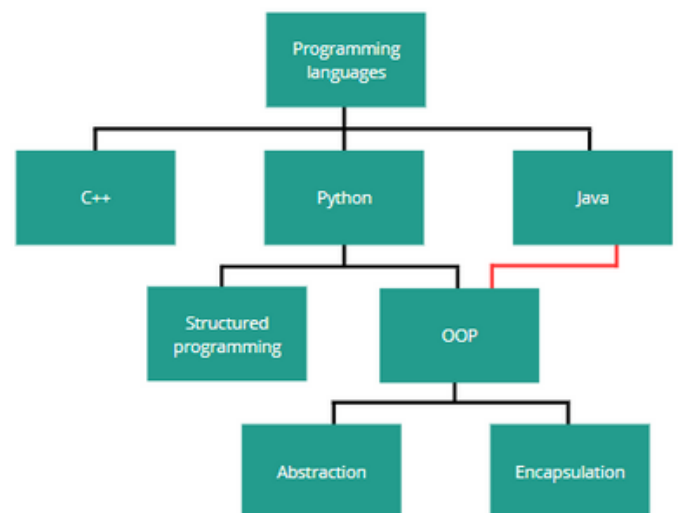 Programming
languages
C++
Python
Java
Structured
programming
OOP
Abstraction
Encapsulation